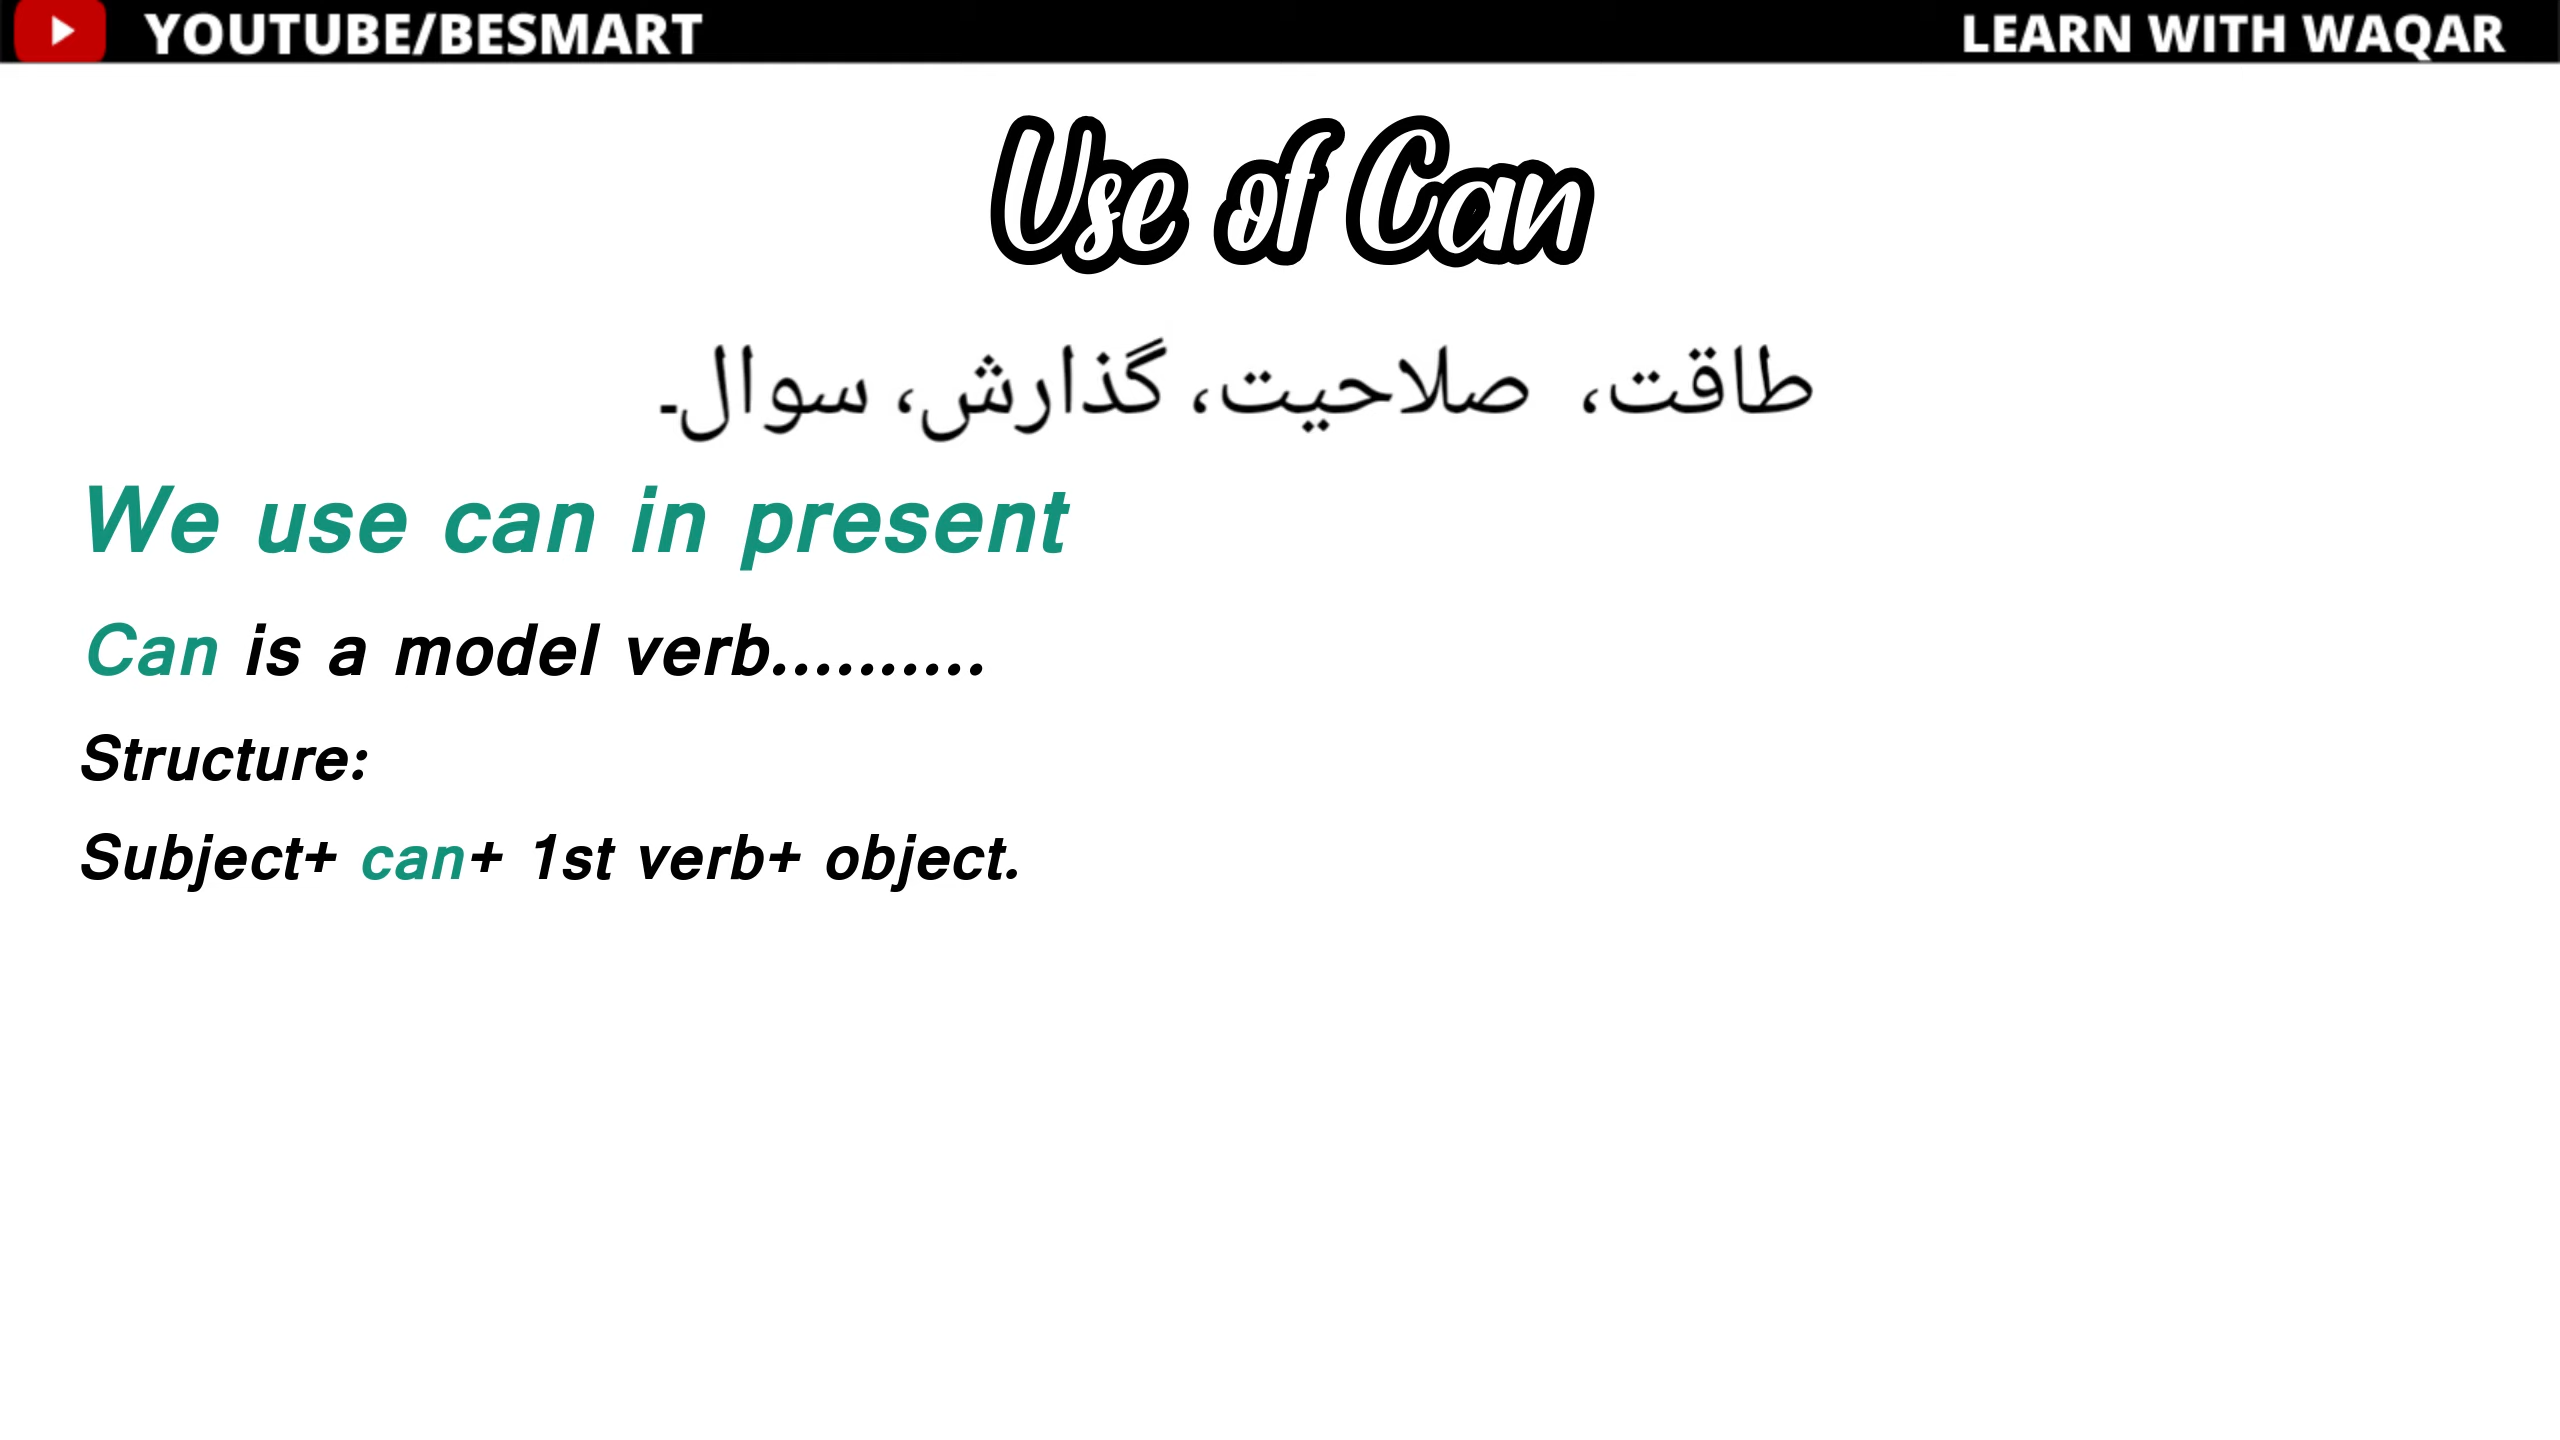 YOUTUBE/BESMART
LEARN WITH WAQAR
Use of Can
طاقت، صلاحیت، گذارش، سوال۔
We use can in present
Can is a model verb..........
Structure:
Subject+ can+ 1st verb+ object.